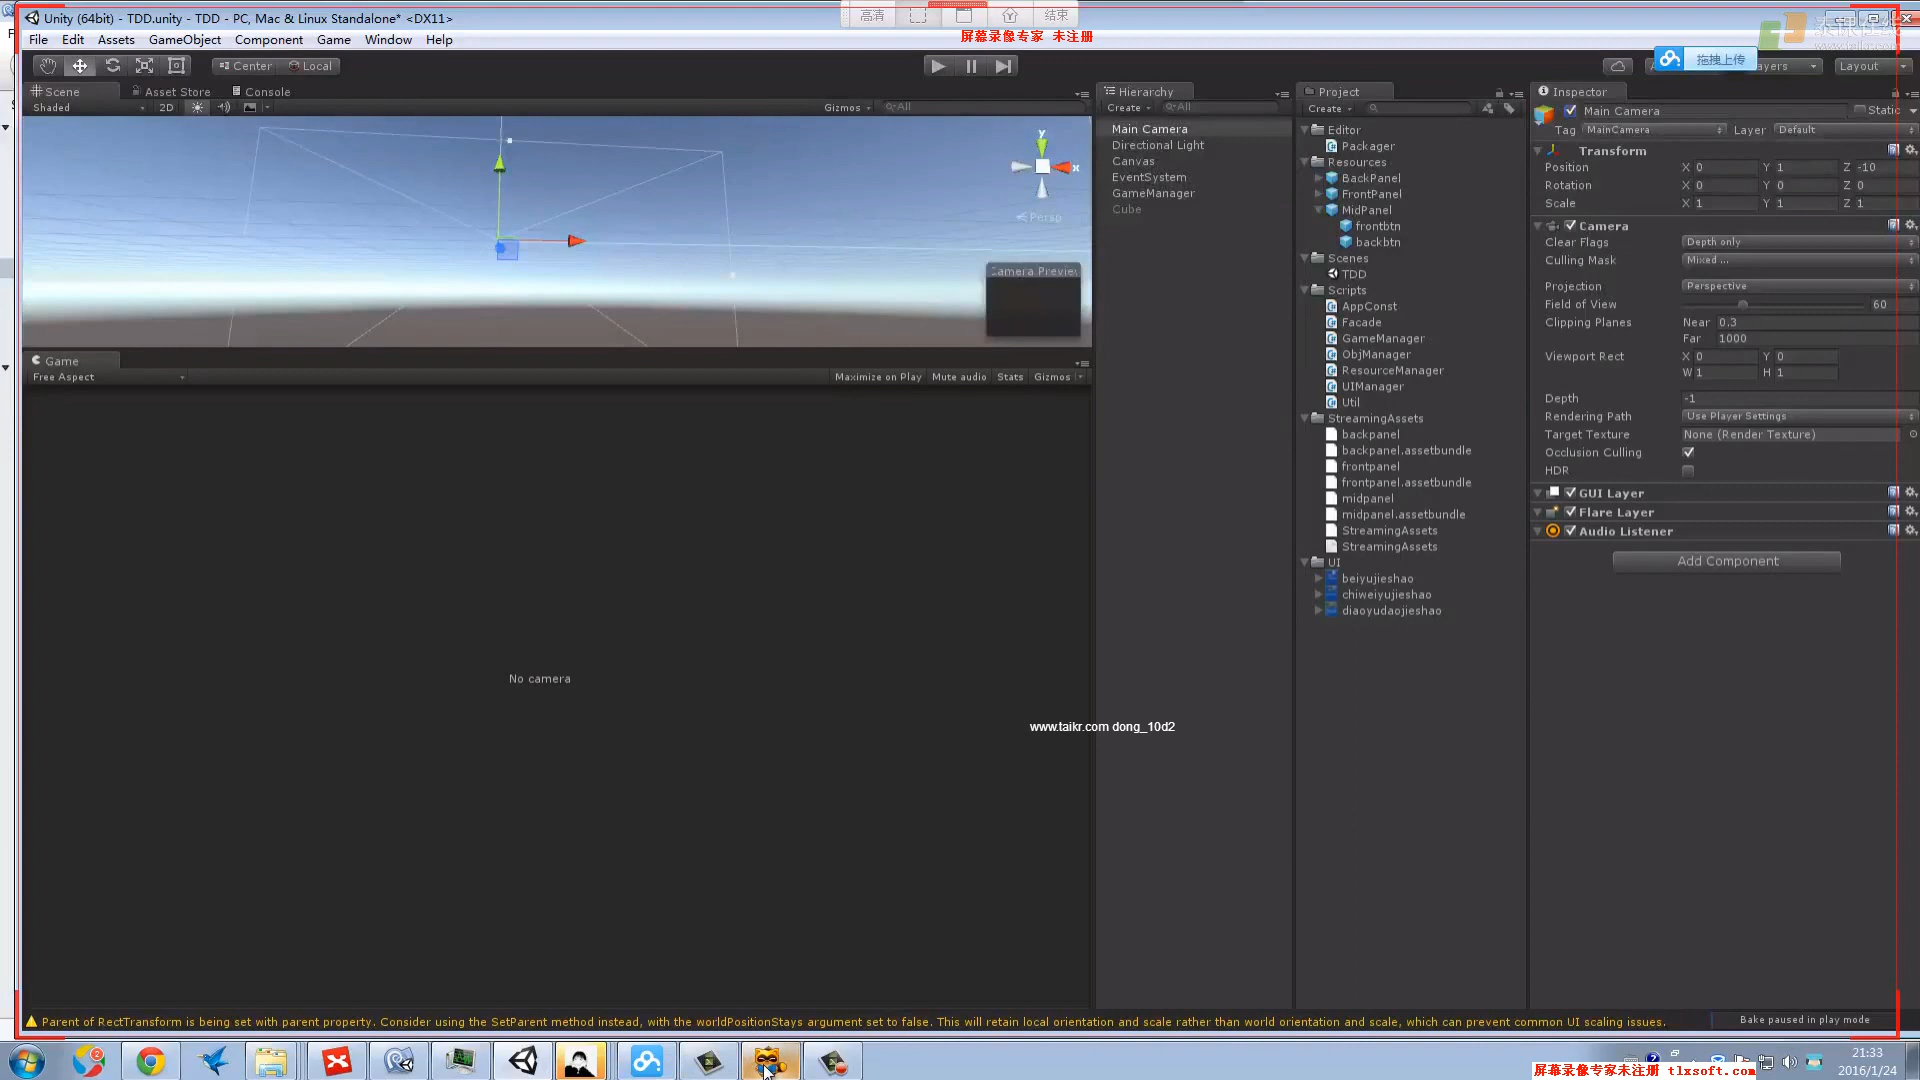 Unity (64bit) - TDD.unity - TDD - PC, Mac & Linux Standalone* <DX11>
高清
结束
屏幕录像专家 未注册
File Edit Assets GameObject Component Game Window Help
Center Local
拖拽上传
ayers
Layout
Scene
Asset Store
Console
Shaded
2D
Gizmos
All
Persp
y
x
Camera Preview
Game
Free Aspect
Maximize on Play Mute audio Stats Gizmos
No camera
Hierarchy
Create
All
Main Camera
Directional Light
Canvas
EventSystem
GameManager
Cube
Project
Create
Editor
Packager
Resources
BackPanel
FrontPanel
MidPanel
frontbtn
backbtn
Scenes
TDD
Scripts
AppConst
Facade
GameManager
ObjManager
ResourceManager
UIManager
Util
StreamingAssets
backpanel
backpanel.assetbundle
frontpanel
frontpanel.assetbundle
midpanel
midpanel.assetbundle
StreamingAssets
StreamingAssets
UI
beiyujieshao
chiweiyujieshao
diaoyudaojieshao
Inspector
Main Camera
Static
Tag MainCamera Layer Default
Transform
Position X 0 Y 1 Z -10
Rotation X 0 Y 0 Z 0
Scale X 1 Y 1 Z 1
Camera
Clear Flags Depth only
Culling Mask Mixed ...
Projection Perspective
Field of View 60
Clipping Planes Near 0.3
Far 1000
Viewport Rect X 0 Y 0
W 1 H 1
Depth -1
Rendering Path Use Player Settings
Target Texture None (Render Texture)
Occlusion Culling
HDR
GUI Layer
Flare Layer
Audio Listener
Add Component
www.taikr.com dong_10d2
Parent of RectTransform is being set with parent property. Consider using the SetParent method instead, with the worldPositionStays argument set to false. This will retain local orientation and scale rather than world orientation and scale, which can prevent common UI scaling issues.
Bake paused in play mode
2
21:33
2016/1/24
屏幕录像专家未注册 tlxsoft.com